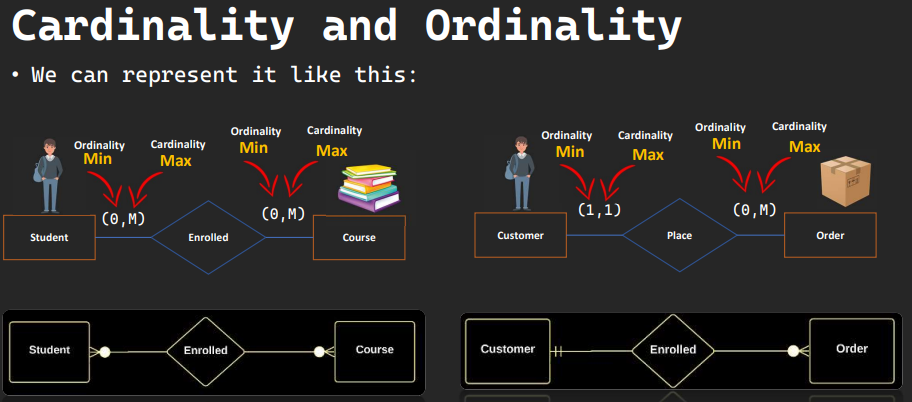 Cardinality and Ordinality
• We can represent it like this:
Ordinality
Min
Cardinality
Max
Ordinality
Min
Cardinality
Max
(0,M)
(0,M)
Student
Enrolled
Course
Ordinality
Min
Cardinality
Max
Ordinality
Min
Cardinality
Max
(1,1)
(0,M)
Customer
Place
Order
Student
Enrolled
Course
Customer
Enrolled
Order